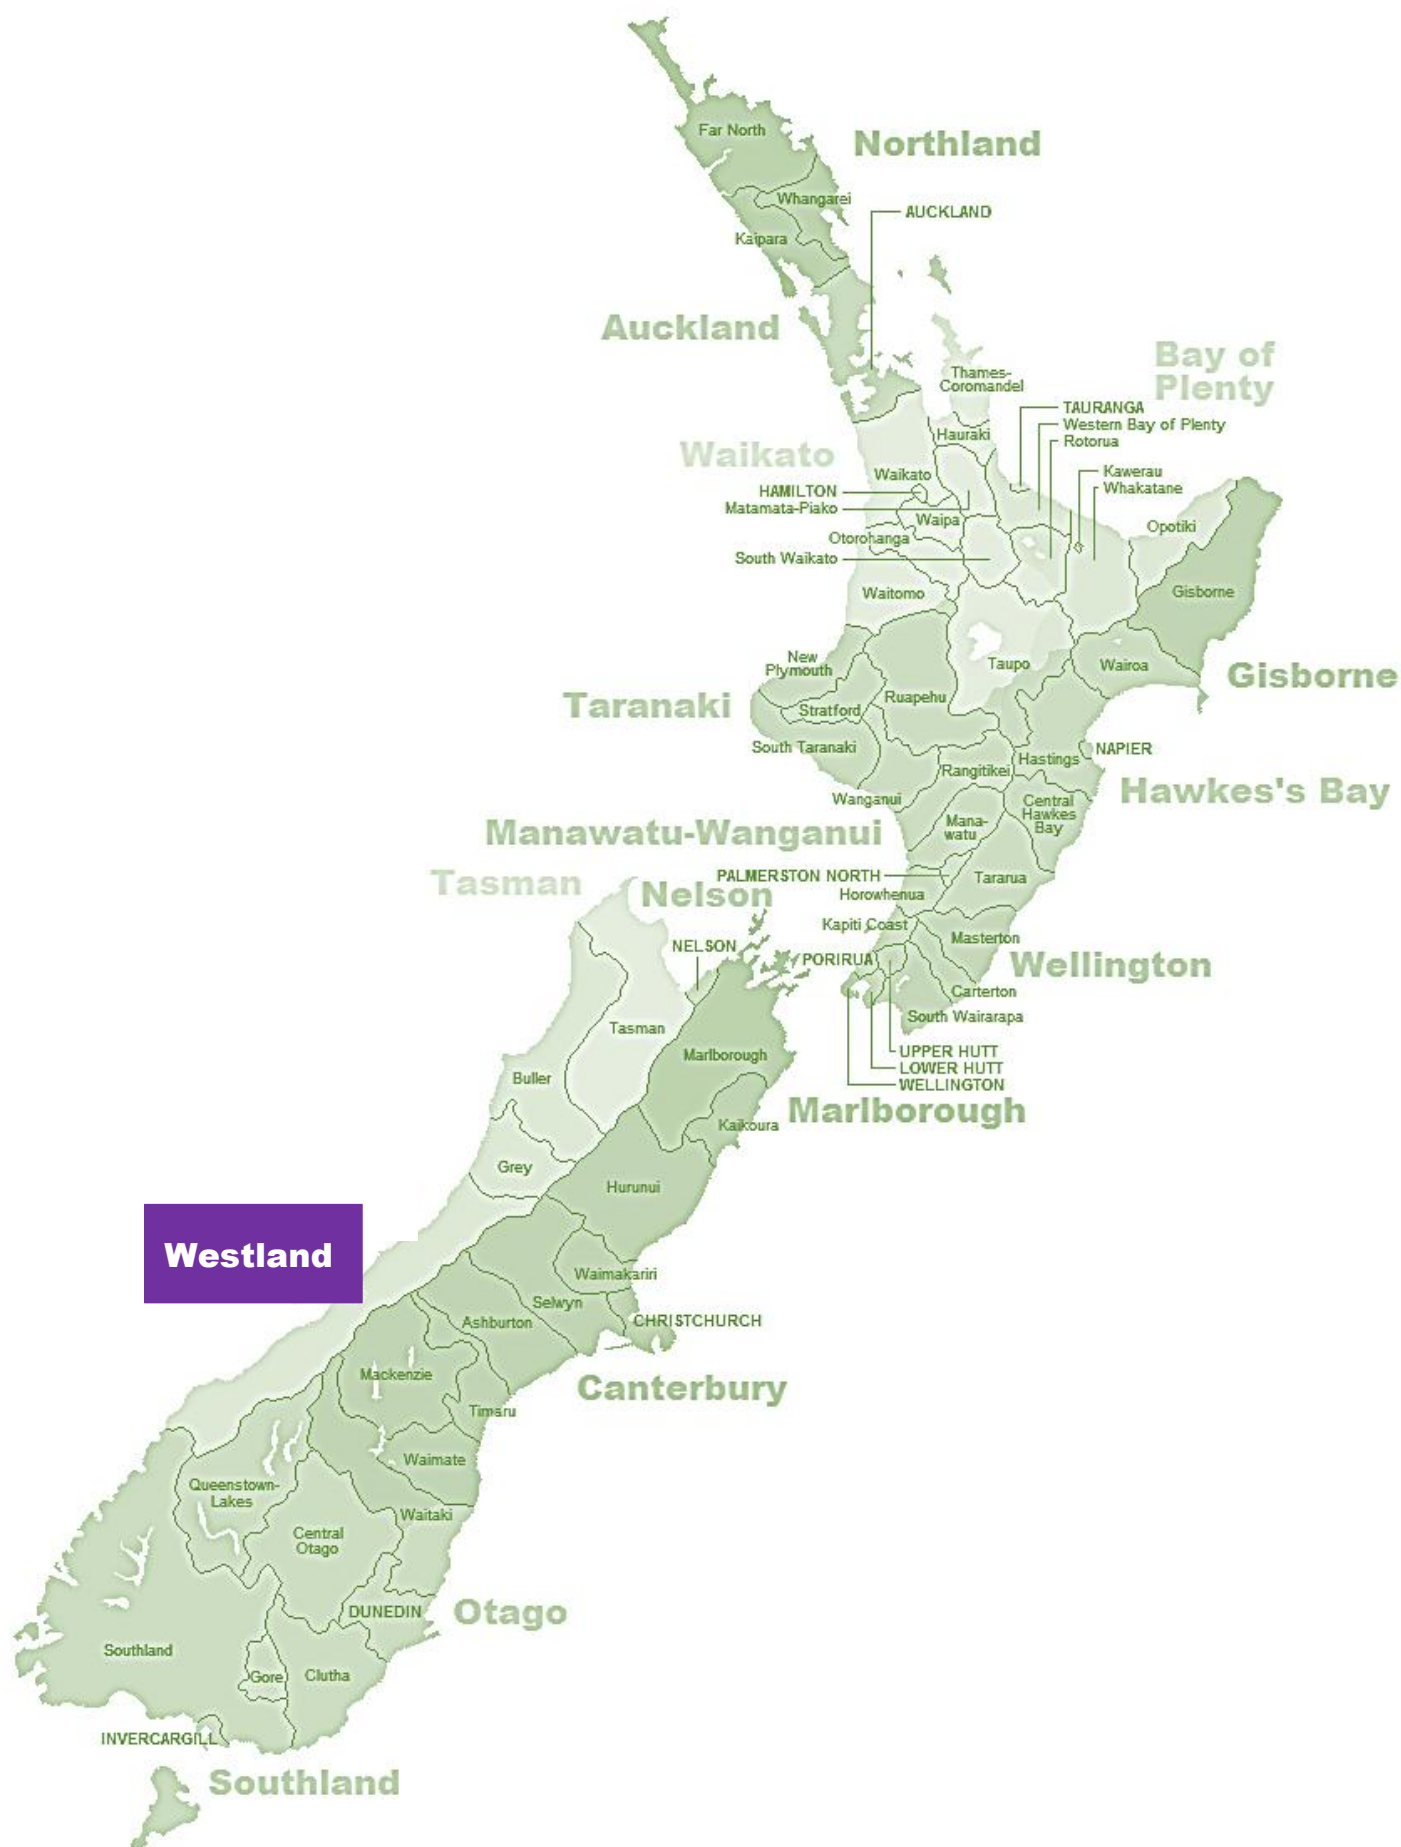 Far North
Northland
Whangarei
AUCKLAND
Kaipara
Auckland
Bay of
Plenty
Thames-
Coromandel
TAURANGA
Western Bay of Plenty
Hauraki
Rotorua
Waikato
Kawerau
Waikato
Whakatane
HAMILTON
Matamata-Piako
Waipa
Opotiki
Otorohanga
South Waikato
Waitomo
Gisborne
New
Plymouth
Taupo
Wairoa
Gisborne
Ruapehu
Taranaki
Stratford
South Taranaki
NAPIER
Hastings
Rangitikei
Hawkes's Bay
Wanganui
Central
Hawkes
Bay
Mana-
watu
Manawatu-Wanganui
PALMERSTON NORTH
Tararua
Tasman
Nelson
Horowhenua
Kapiti Coast
Masterton
NELSON
PORIRUA
Wellington
Carterton
South Wairarapa
Tasman
Marlborough
UPPER HUTT
LOWER HUTT
WELLINGTON
Buller
Marlborough
Kaikoura
Grey
Hurunui
Westland
Waimakariri
Selwyn
Ashburton
CHRISTCHURCH
Mackenzie
Canterbury
Timaru
Waimate
Queenstown-
Lakes
Waitaki
Central
Otago
DUNEDIN
Otago
Southland
Gore
Clutha
INVERCARGILL
Southland